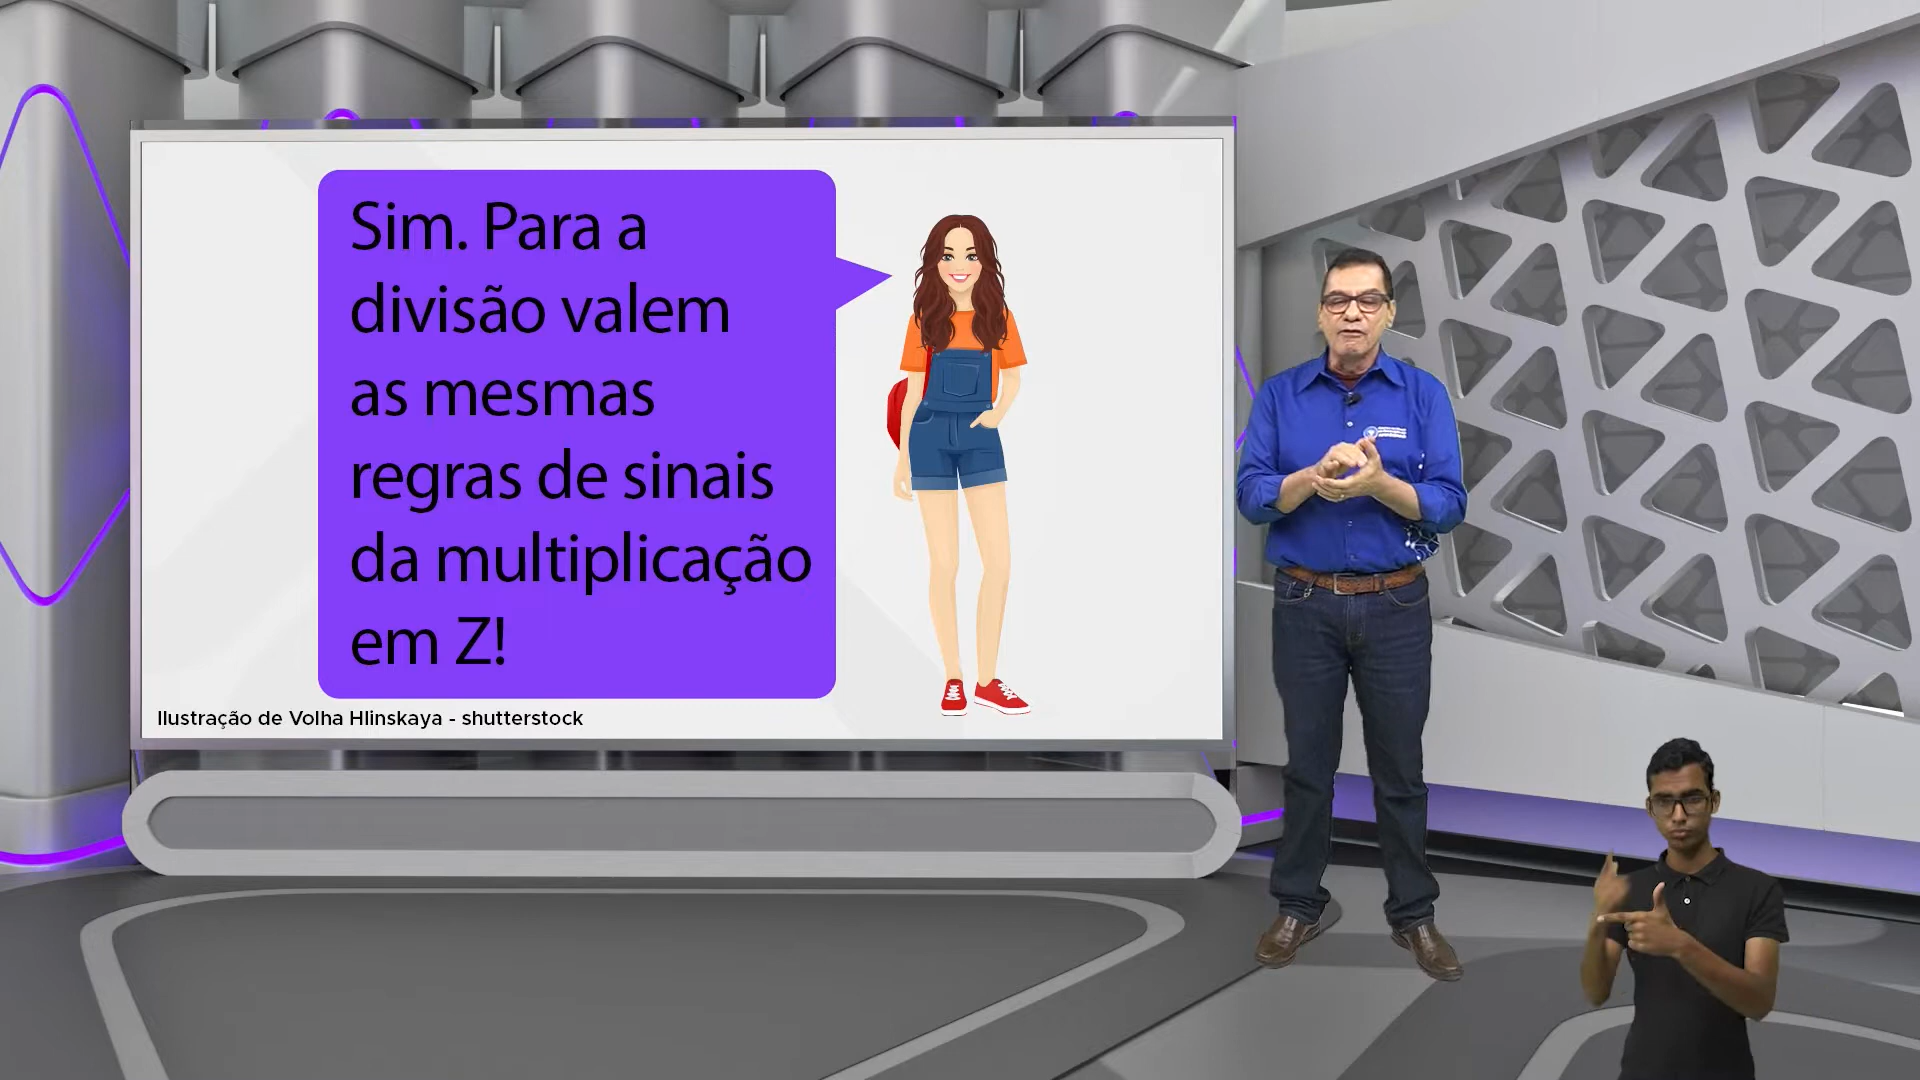 Sim. Para a
divisão valem
as mesmas
regras de sinais
da multiplicação
em Z!
Ilustração de Volha Hlinskaya - shutterstock